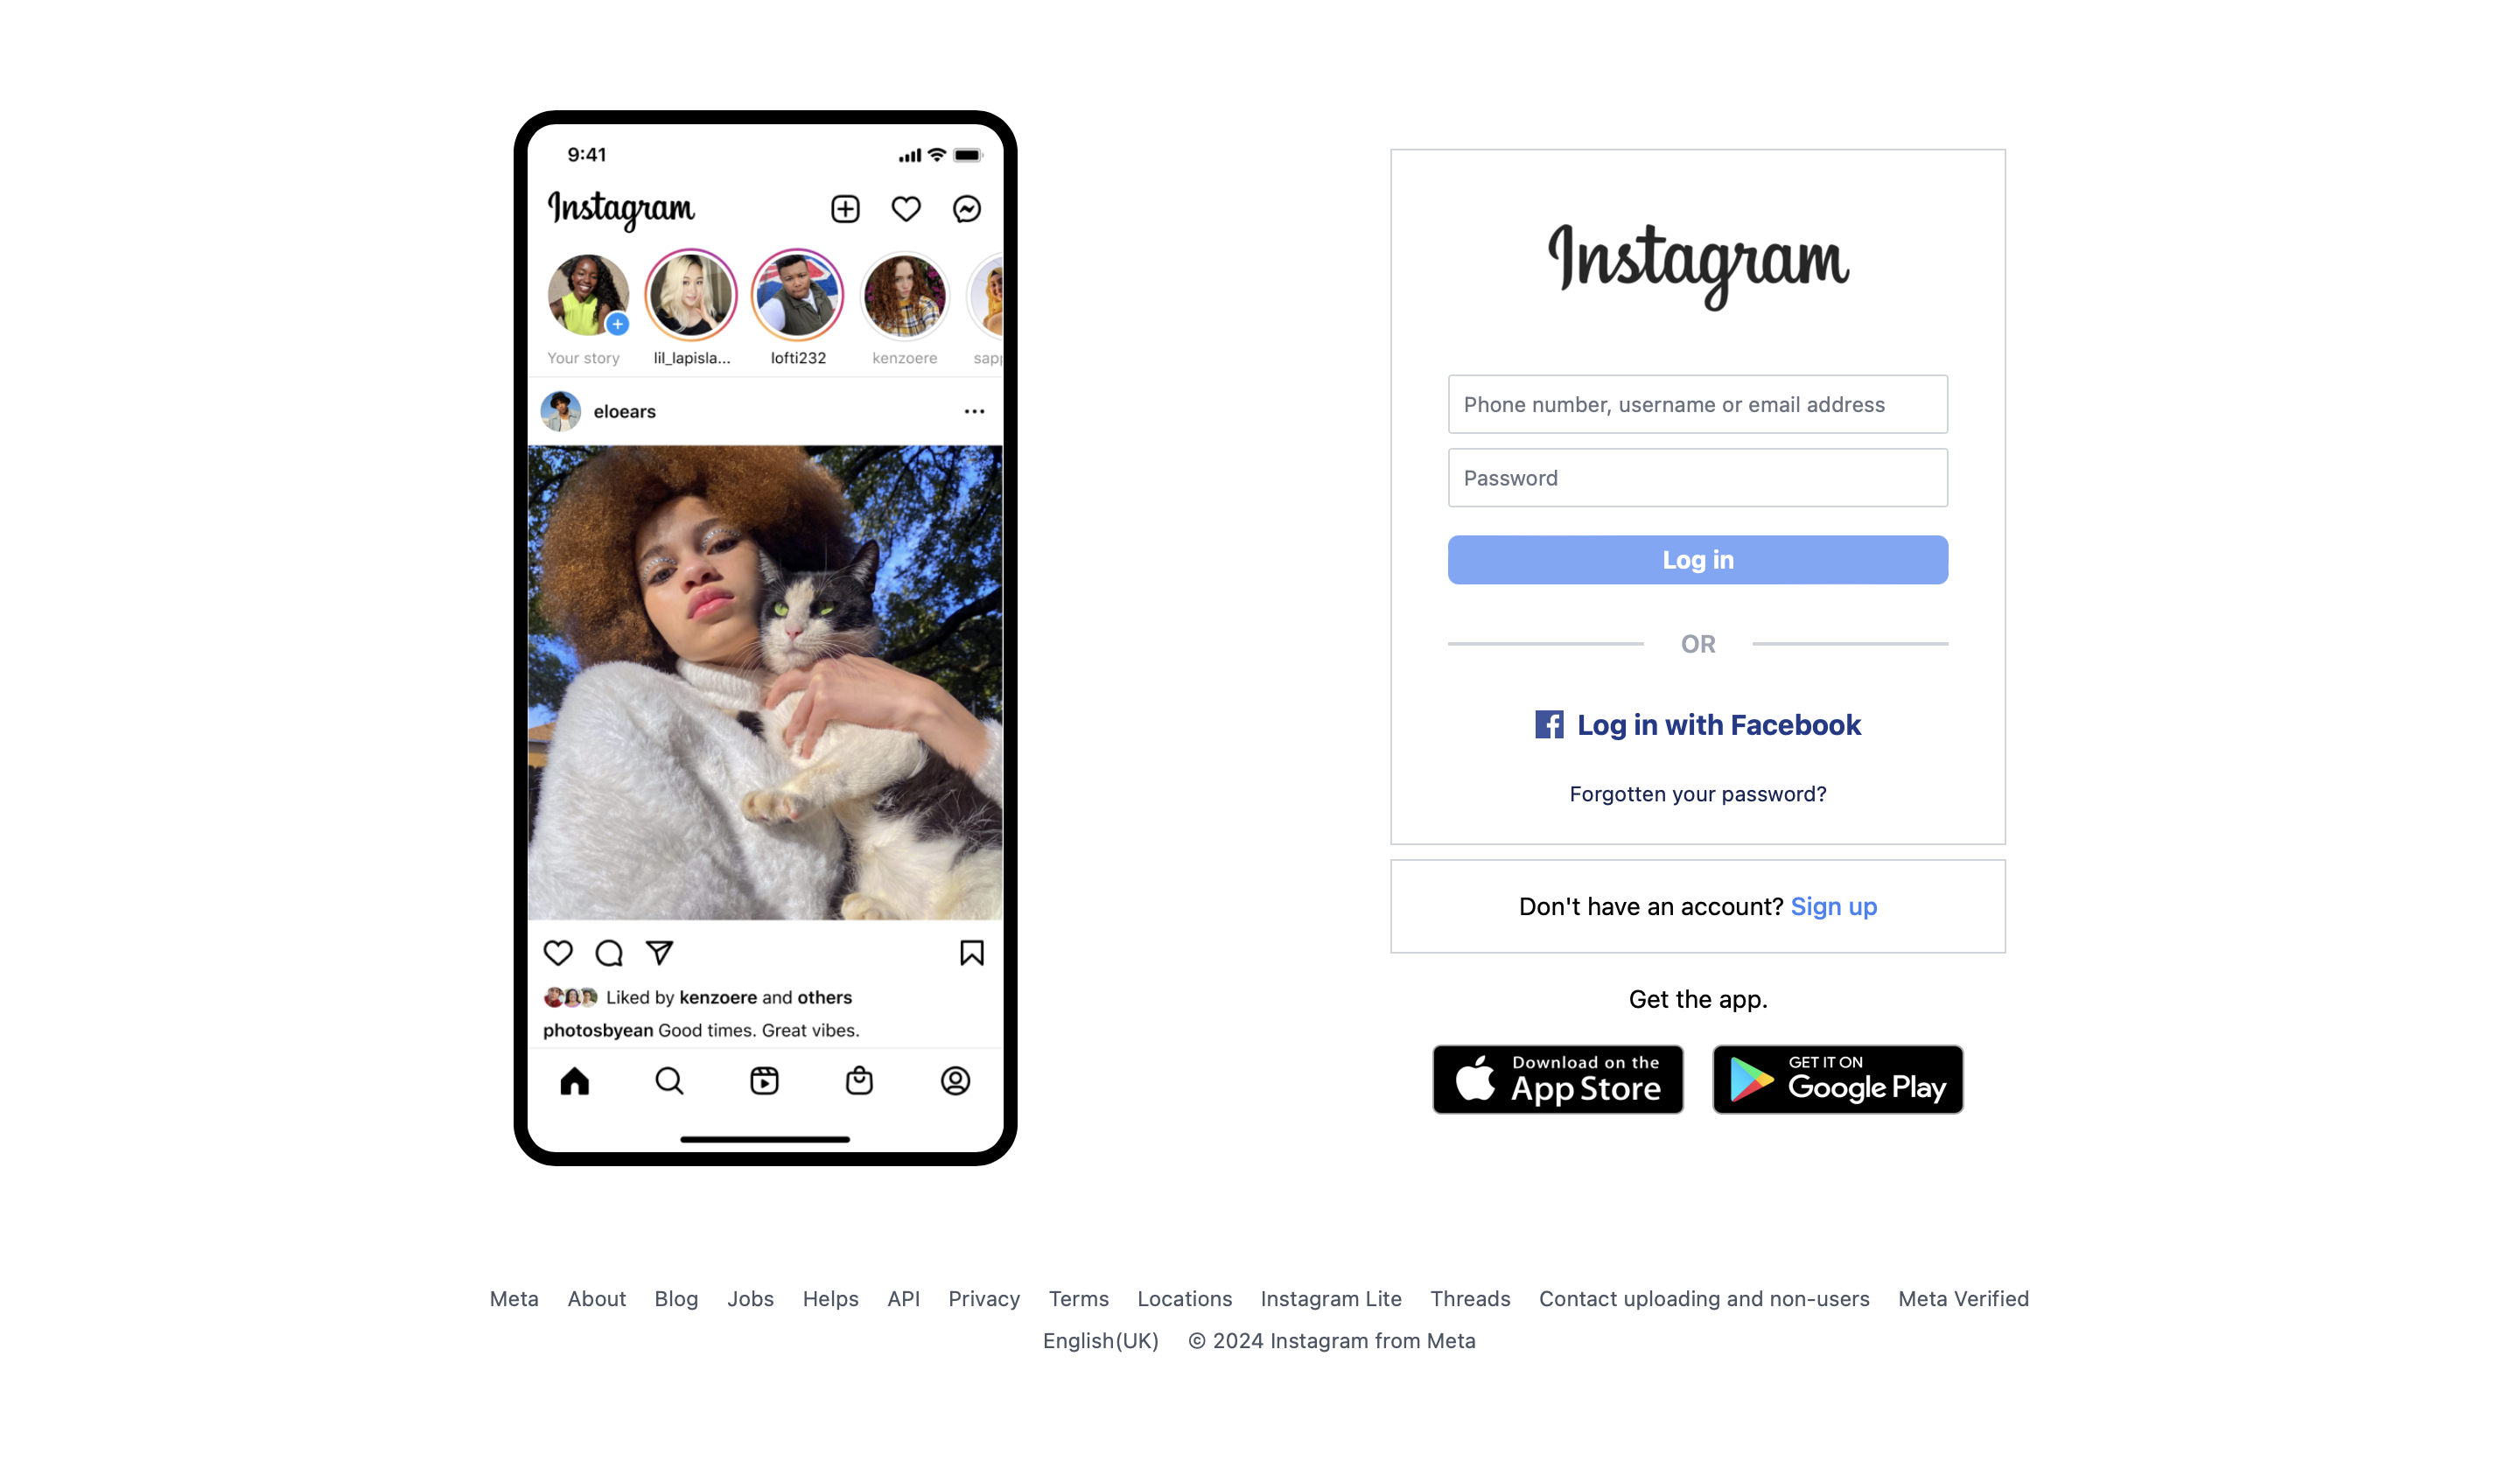 9:41
Instagram
Your story
lil_lapisla...
lofti232
kenzoere
sapp
eloears
Liked by kenzoere and others
photosbyean Good times. Great vibes.
Instagram
Phone number, username or email address
Password
Log in
OR
Log in with Facebook
Forgotten your password?
Don't have an account? Sign up
Get the app.
Download on the
App Store
GET IT ON
Google Play
Meta About Blog Jobs Helps API Privacy Terms Locations Instagram Lite Threads Contact uploading and non-users Meta Verified
English(UK) © 2024 Instagram from Meta